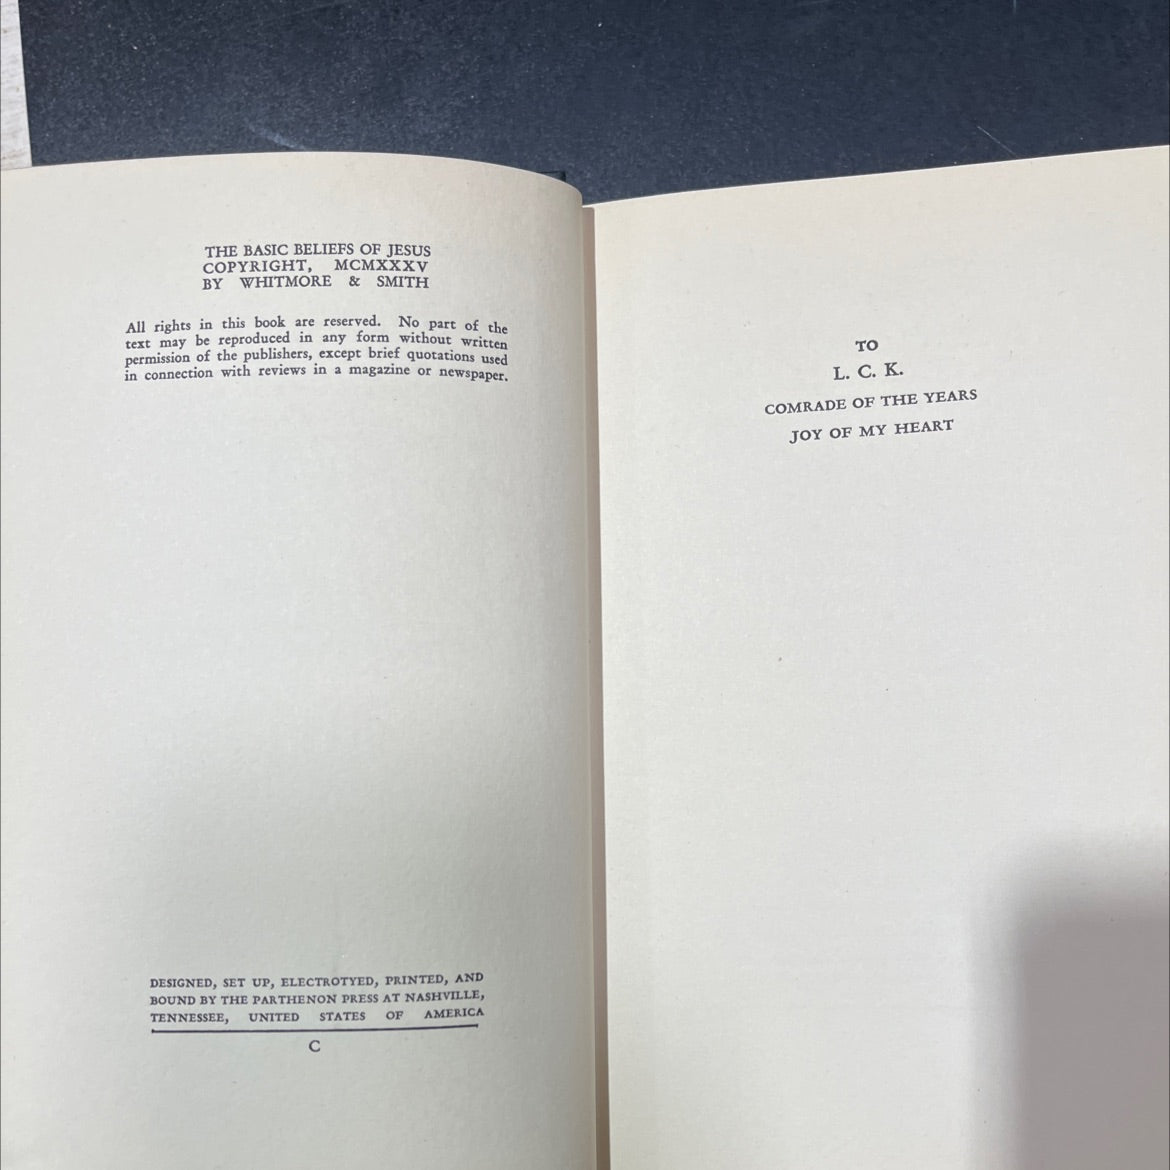 THE BASIC BELIEFS OF JESUS
COPYRIGHT, MCMXXXV
BY WHITMORE & SMITH
All rights in this book are reserved. No part of the
text may be reproduced in any form without written
permission of the publishers, except brief quotations used
in connection with reviews in a magazine or newspaper.
DESIGNED, SET UP, ELECTROTYED, PRINTED, AND
BOUND BY THE PARTHENON PRESS AT NASHVILLE,
TENNESSEE, UNITED STATES OF AMERICA
C
TO
L. C. K.
COMRADE OF THE YEARS
JOY OF MY HEART